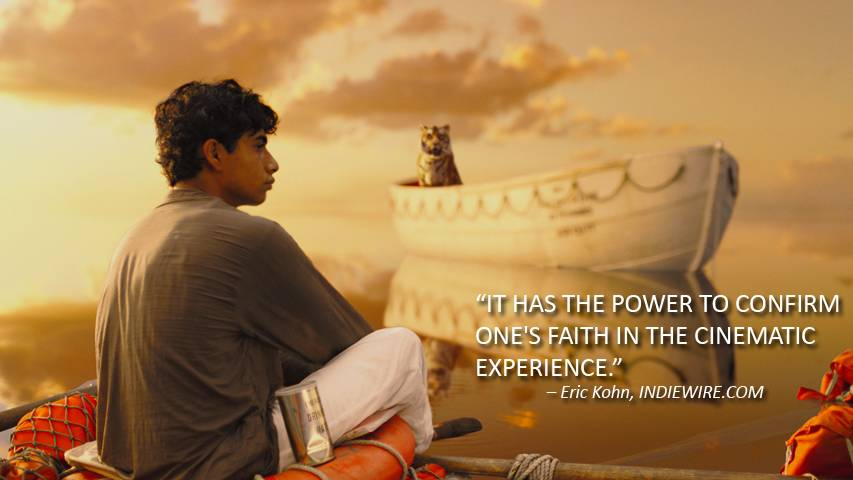 “IT HAS THE POWER TO CONFIRM
ONE'S FAITH IN THE CINEMATIC
EXPERIENCE.”
– Eric Kohn, INDIEWIRE.COM